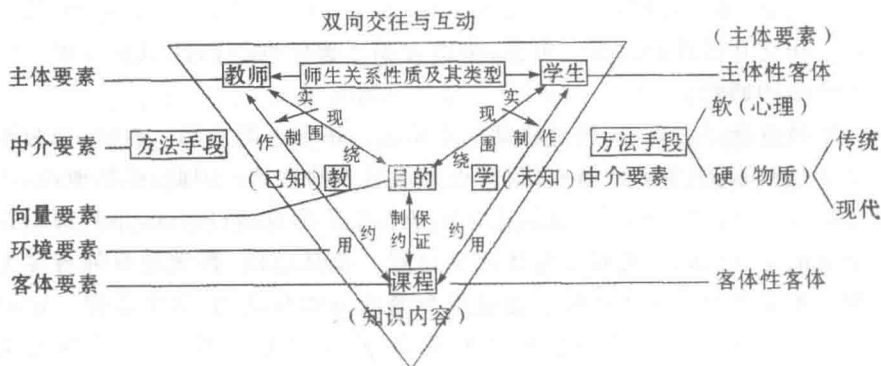 双向交往与互动
(主体要素)
主体要素 教师 师生关系性质及其类型 学生 主体性客体
实现围绕 实现围绕
软(心理)
作用 制约 制约 作用
中介要素 方法手段 方法手段 传统
已知 教 目的 学 (未知) 中介要素 硬(物质)
向量要素 制约 保证 现代
环境要素
客体要素 课程 客体性客体
(知识内容)